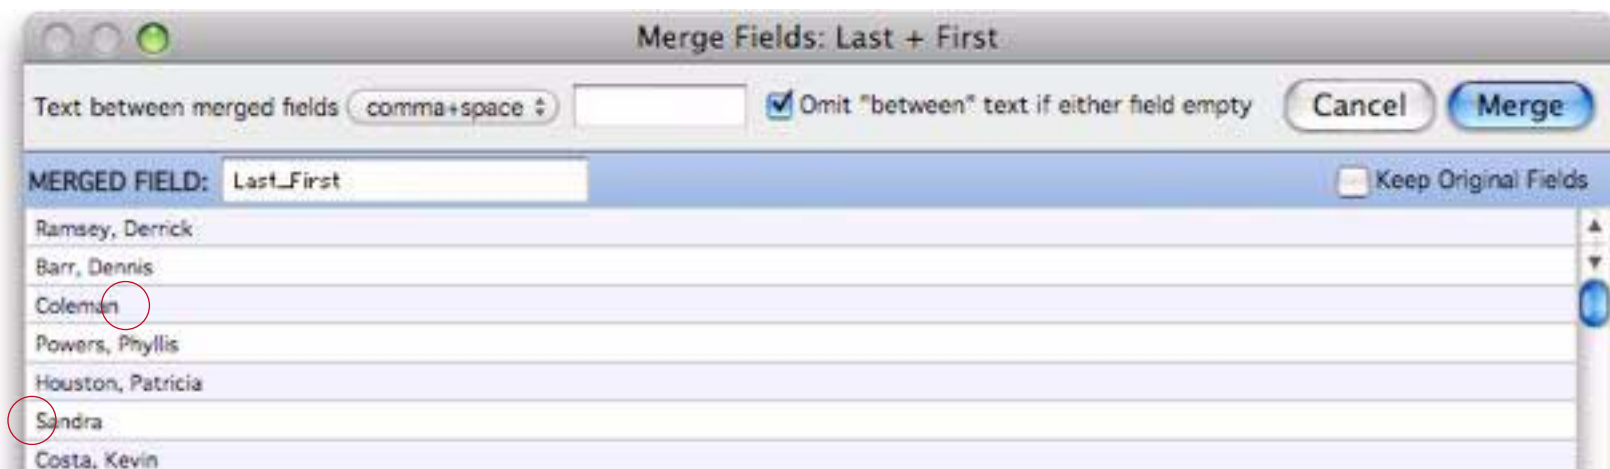 Merge Fields: Last + First
Text between merged fields comma+space Omit "between" text if either field empty Cancel Merge
MERGED FIELD: Last_First Keep Original Fields
Ramsey, Derrick
Barr, Dennis
Coleman
Powers, Phyllis
Houston, Patricia
Sandra
Costa, Kevin